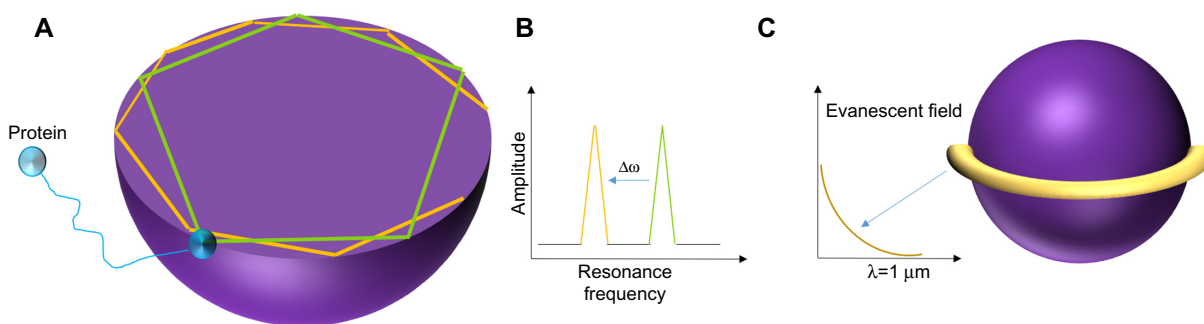 A
Protein
B
Amplitude
Δω
Resonance
frequency
C
Evanescent field
λ=1 μm